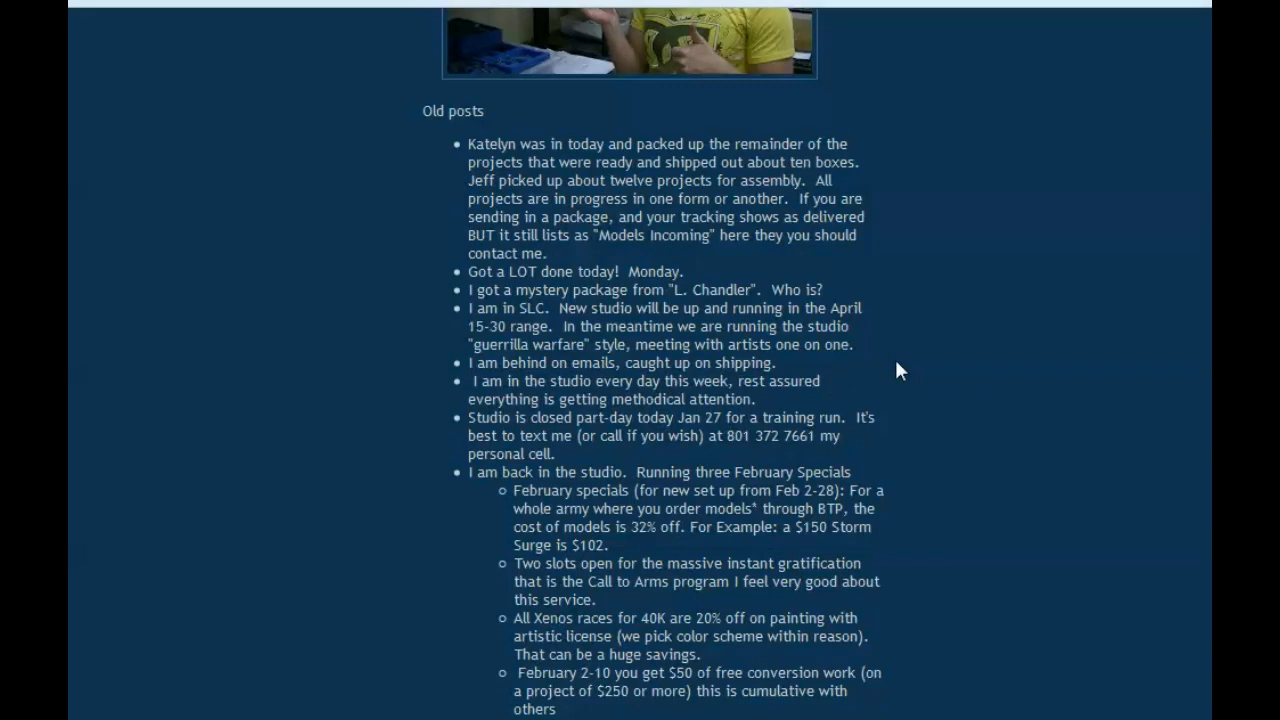 Old posts
Katelyn was in today and packed up the remainder of the
projects that were ready and shipped out about ten boxes.
Jeff picked up about twelve projects for assembly.  All
projects are in progress in one form or another.  If you are
sending in a package, and your tracking shows as delivered
BUT it still lists as "Models Incoming" here they you should
contact me.
Got a LOT done today!  Monday.
I got a mystery package from "L. Chandler".  Who is?
I am in SLC.  New studio will be up and running in the April
15-30 range.  In the meantime we are running the studio
"guerrilla warfare" style, meeting with artists one on one.
I am behind on emails, caught up on shipping.
I am in the studio every day this week, rest assured
everything is getting methodical attention.
Studio is closed part-day today Jan 27 for a training run.  It's
best to text me (or call if you wish) at 801 372 7661 my
personal cell.
I am back in the studio.  Running three February Specials
February specials (for new set up from Feb 2-28): For a
whole army where you order models* through BTP, the
cost of models is 32% off. For Example: a $150 Storm
Surge is $102.
Two slots open for the massive instant gratification
that is the Call to Arms program I feel very good about
this service.
All Xenos races for 40K are 20% off on painting with
artistic license (we pick color scheme within reason).
That can be a huge savings.
February 2-10 you get $50 of free conversion work (on
a project of $250 or more) this is cumulative with
others